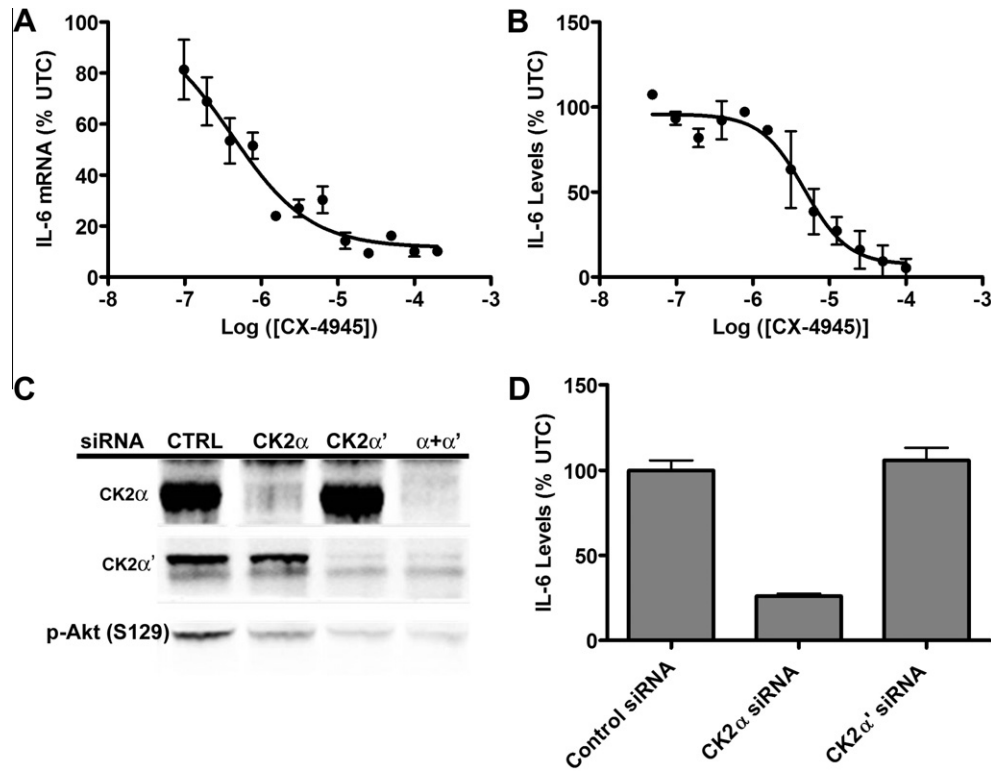 A
IL-6 mRNA (% UTC)
100
80
60
40
20
0
-8 -7 -6 -5 -4 -3
Log ([CX-4945])
B
IL-6 Levels (% UTC)
150
100
50
0
-8 -7 -6 -5 -4 -3
Log ([CX-4945)]
C
siRNA CTRL CK2α CK2α' α+α'
CK2α
CK2α'
p-Akt (S129)
D
IL-6 Levels (% UTC)
150
100
50
0
Control siRNA
CK2α siRNA
CK2α' siRNA